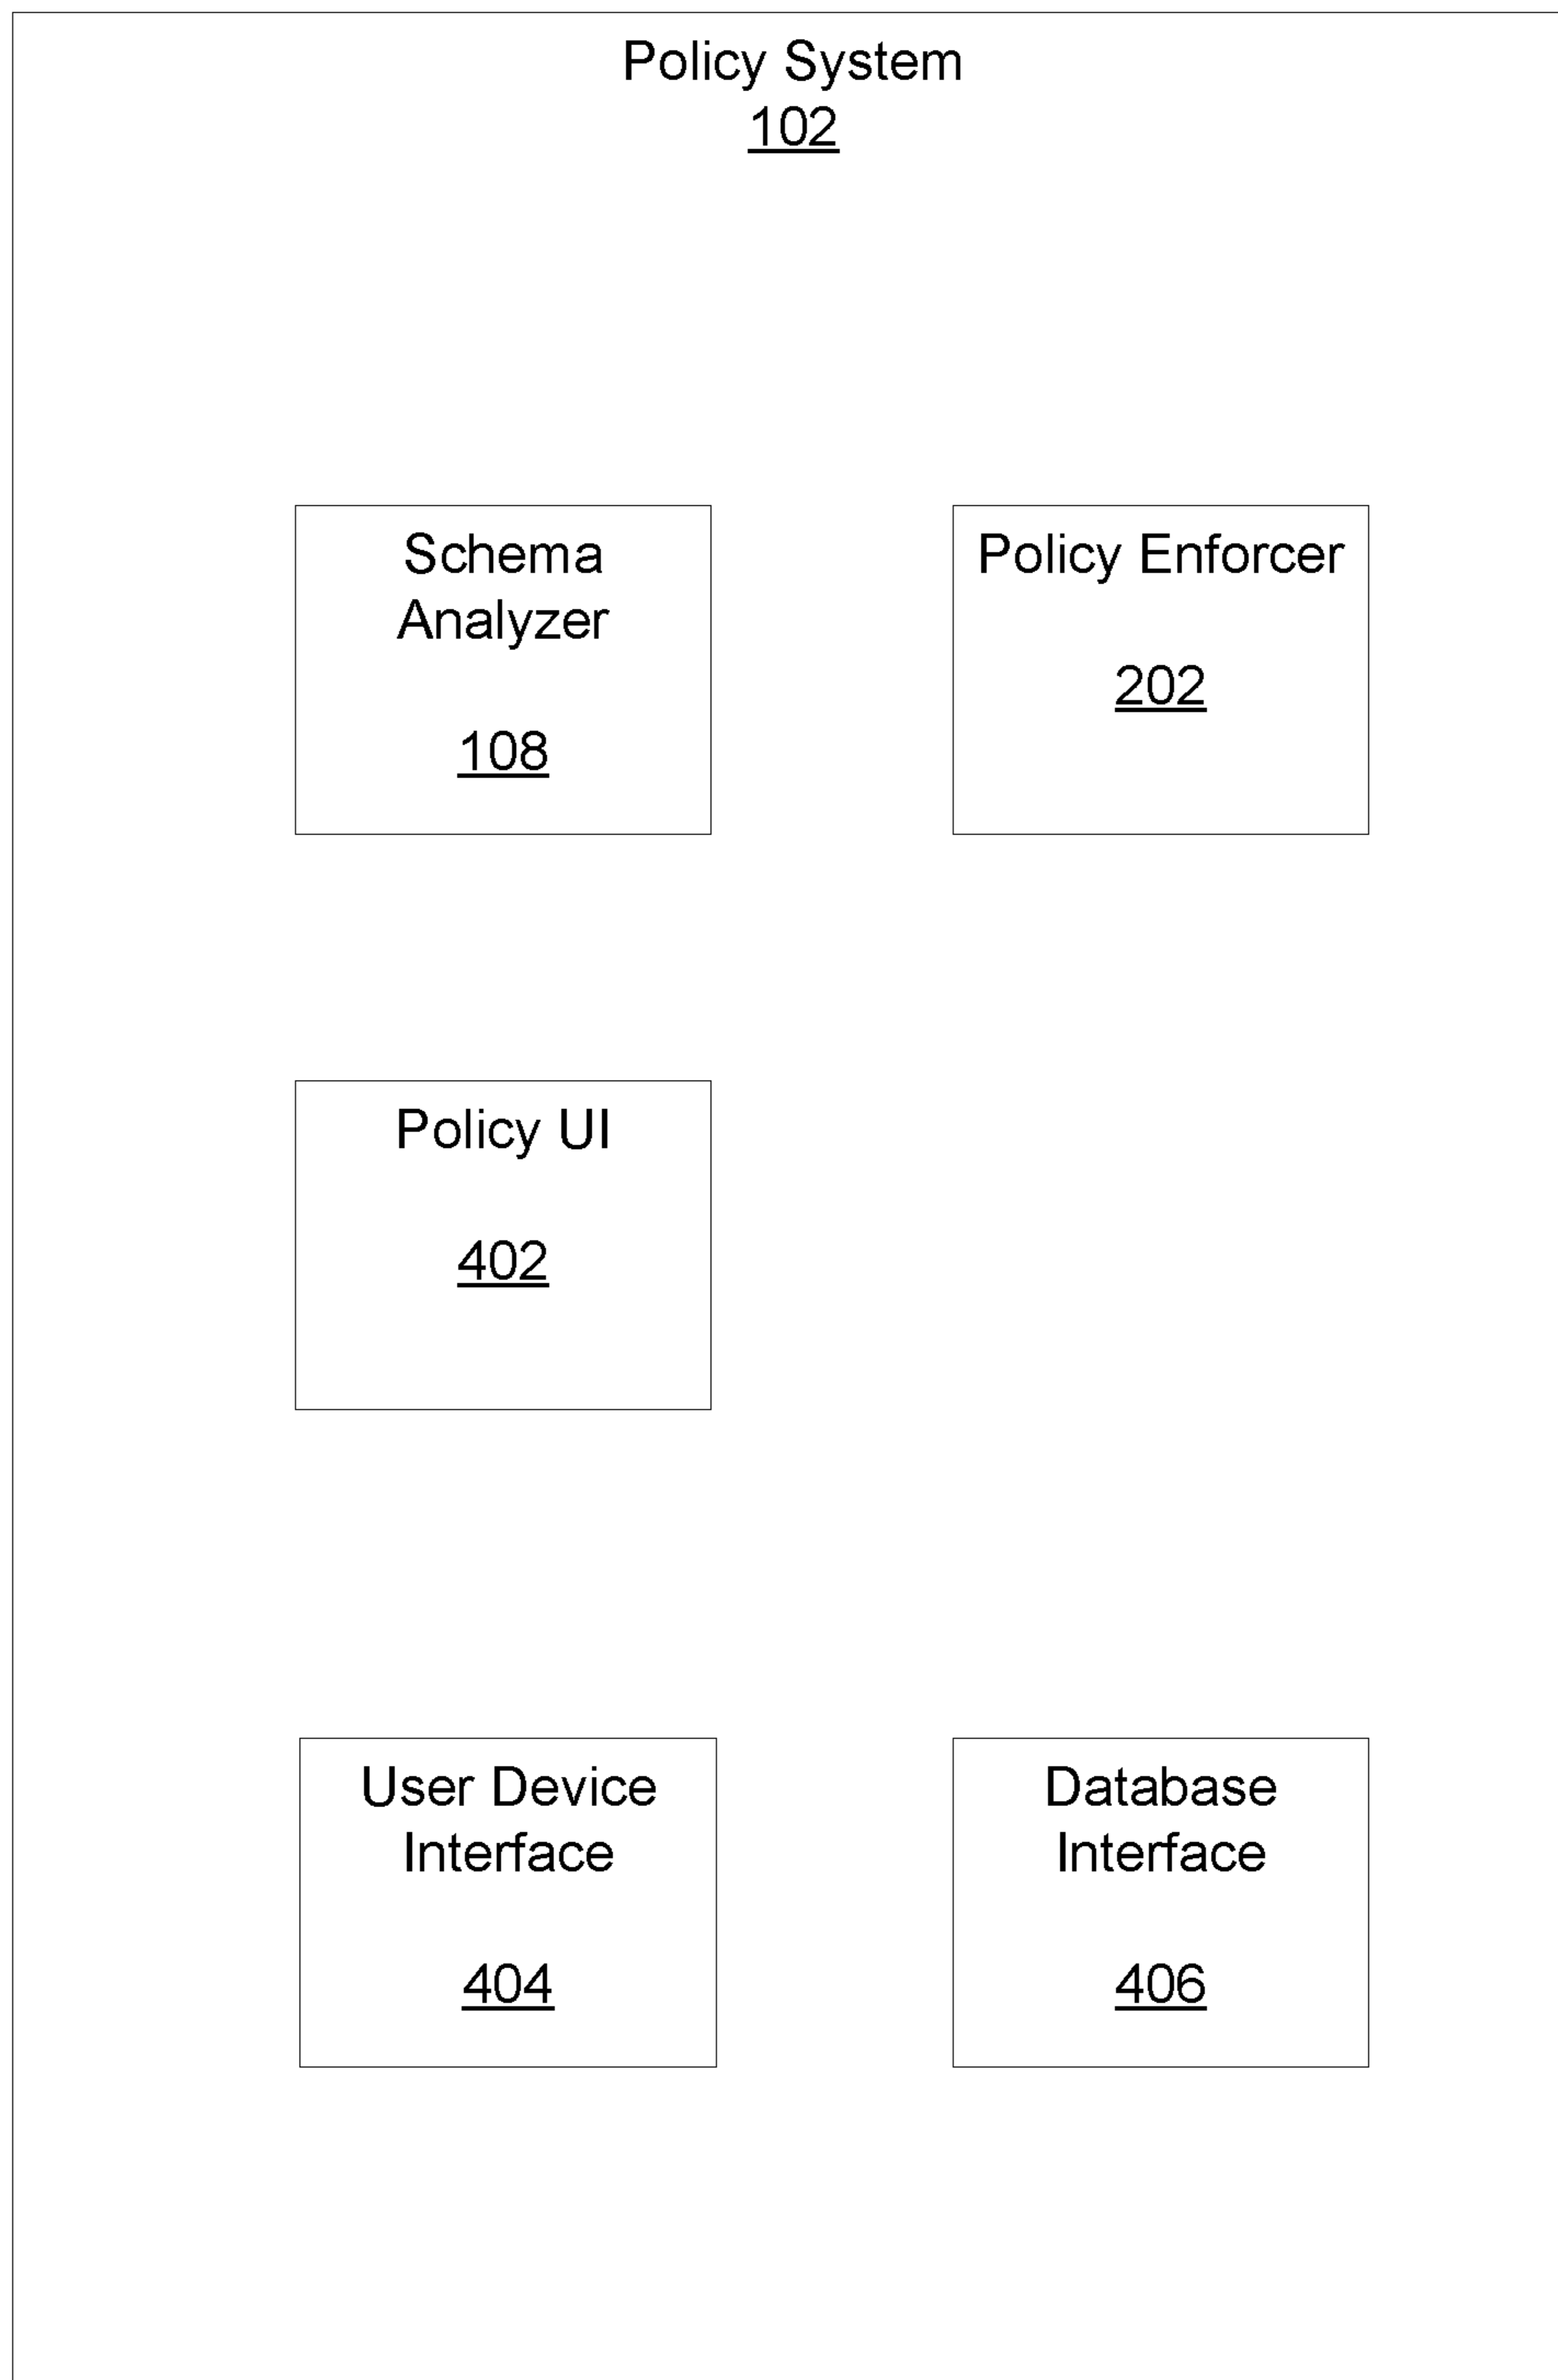 Policy System
102
Schema
Analyzer
108
Policy Enforcer
202
Policy UI
402
User Device
Interface
404
Database
Interface
406